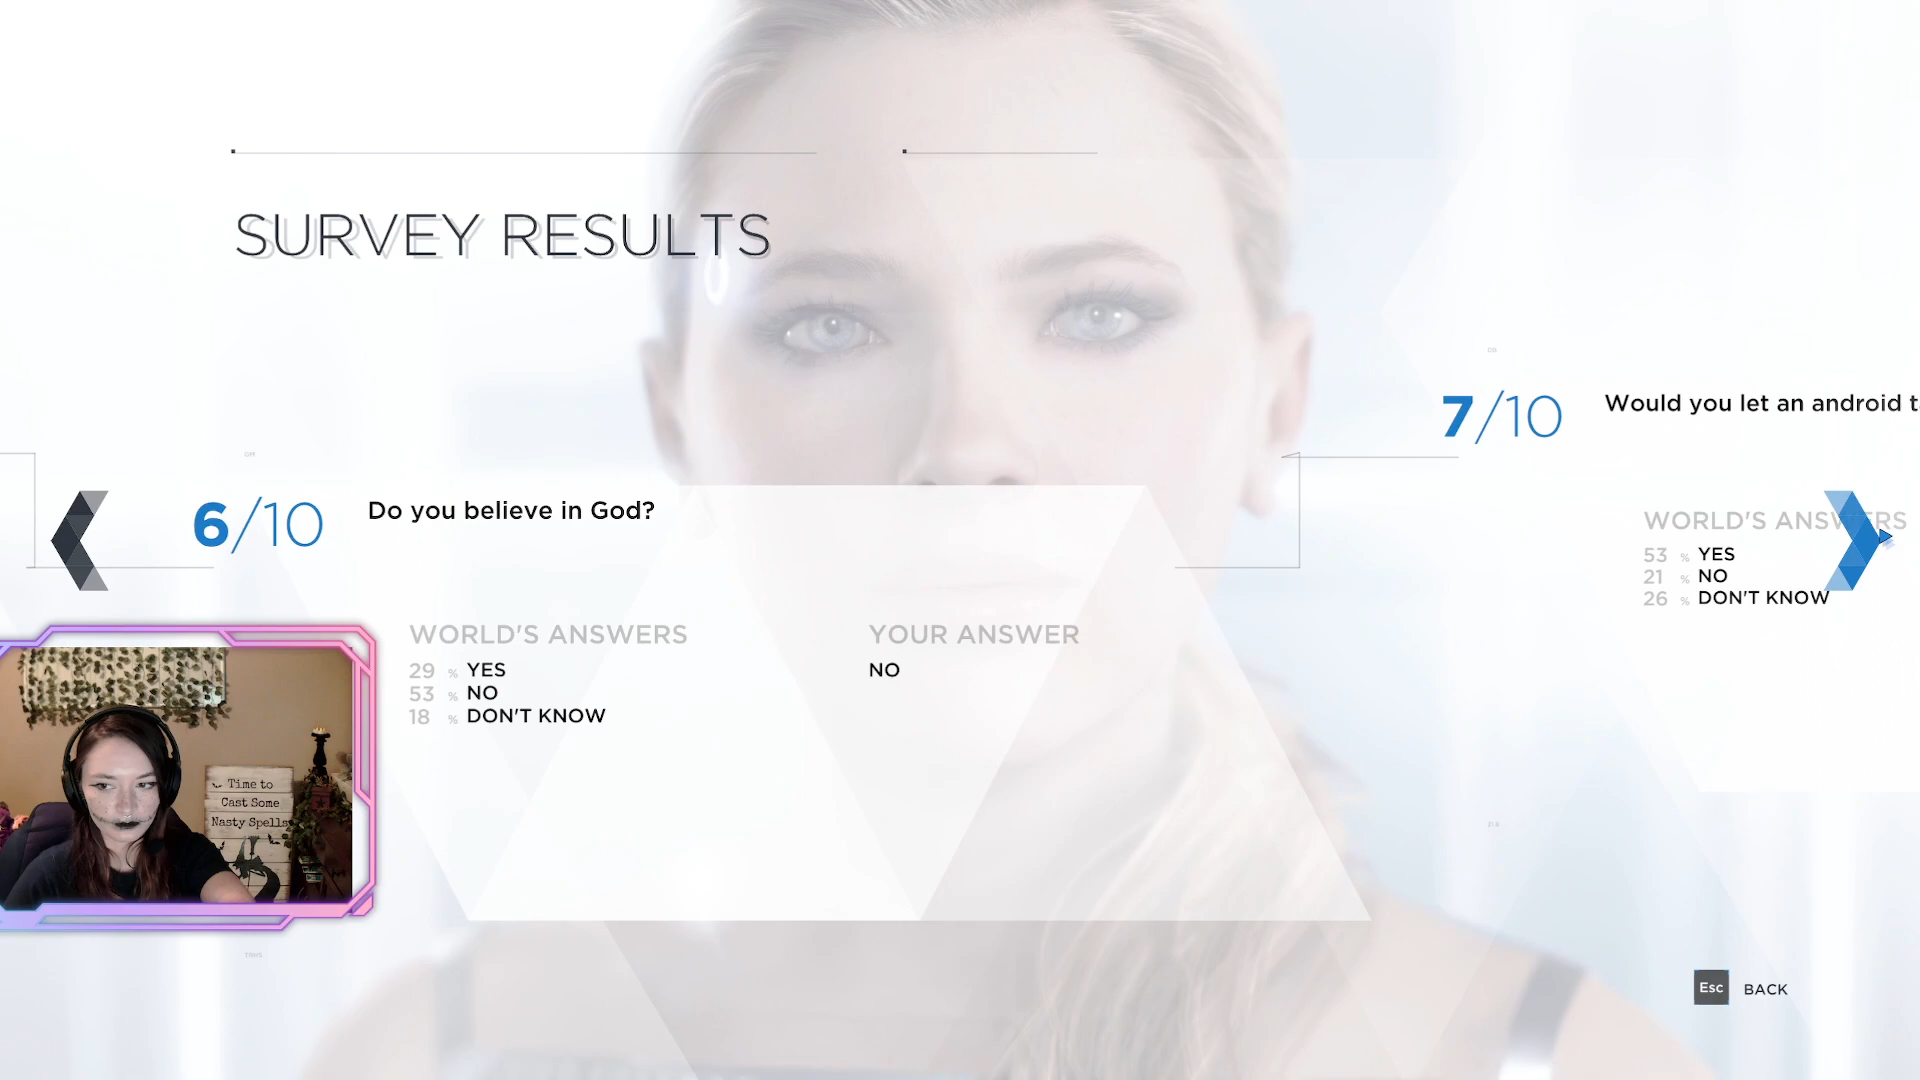 SURVEY RESULTS
6/10
Do you believe in God?
WORLD'S ANSWERS
29 % YES
53 % NO
18 % DON'T KNOW
YOUR ANSWER
NO
7/10
Would you let an android t
WORLD'S ANSWERS
53 % YES
21 % NO
26 % DON'T KNOW
Time to
Cast Some
Nasty Spells
Esc BACK